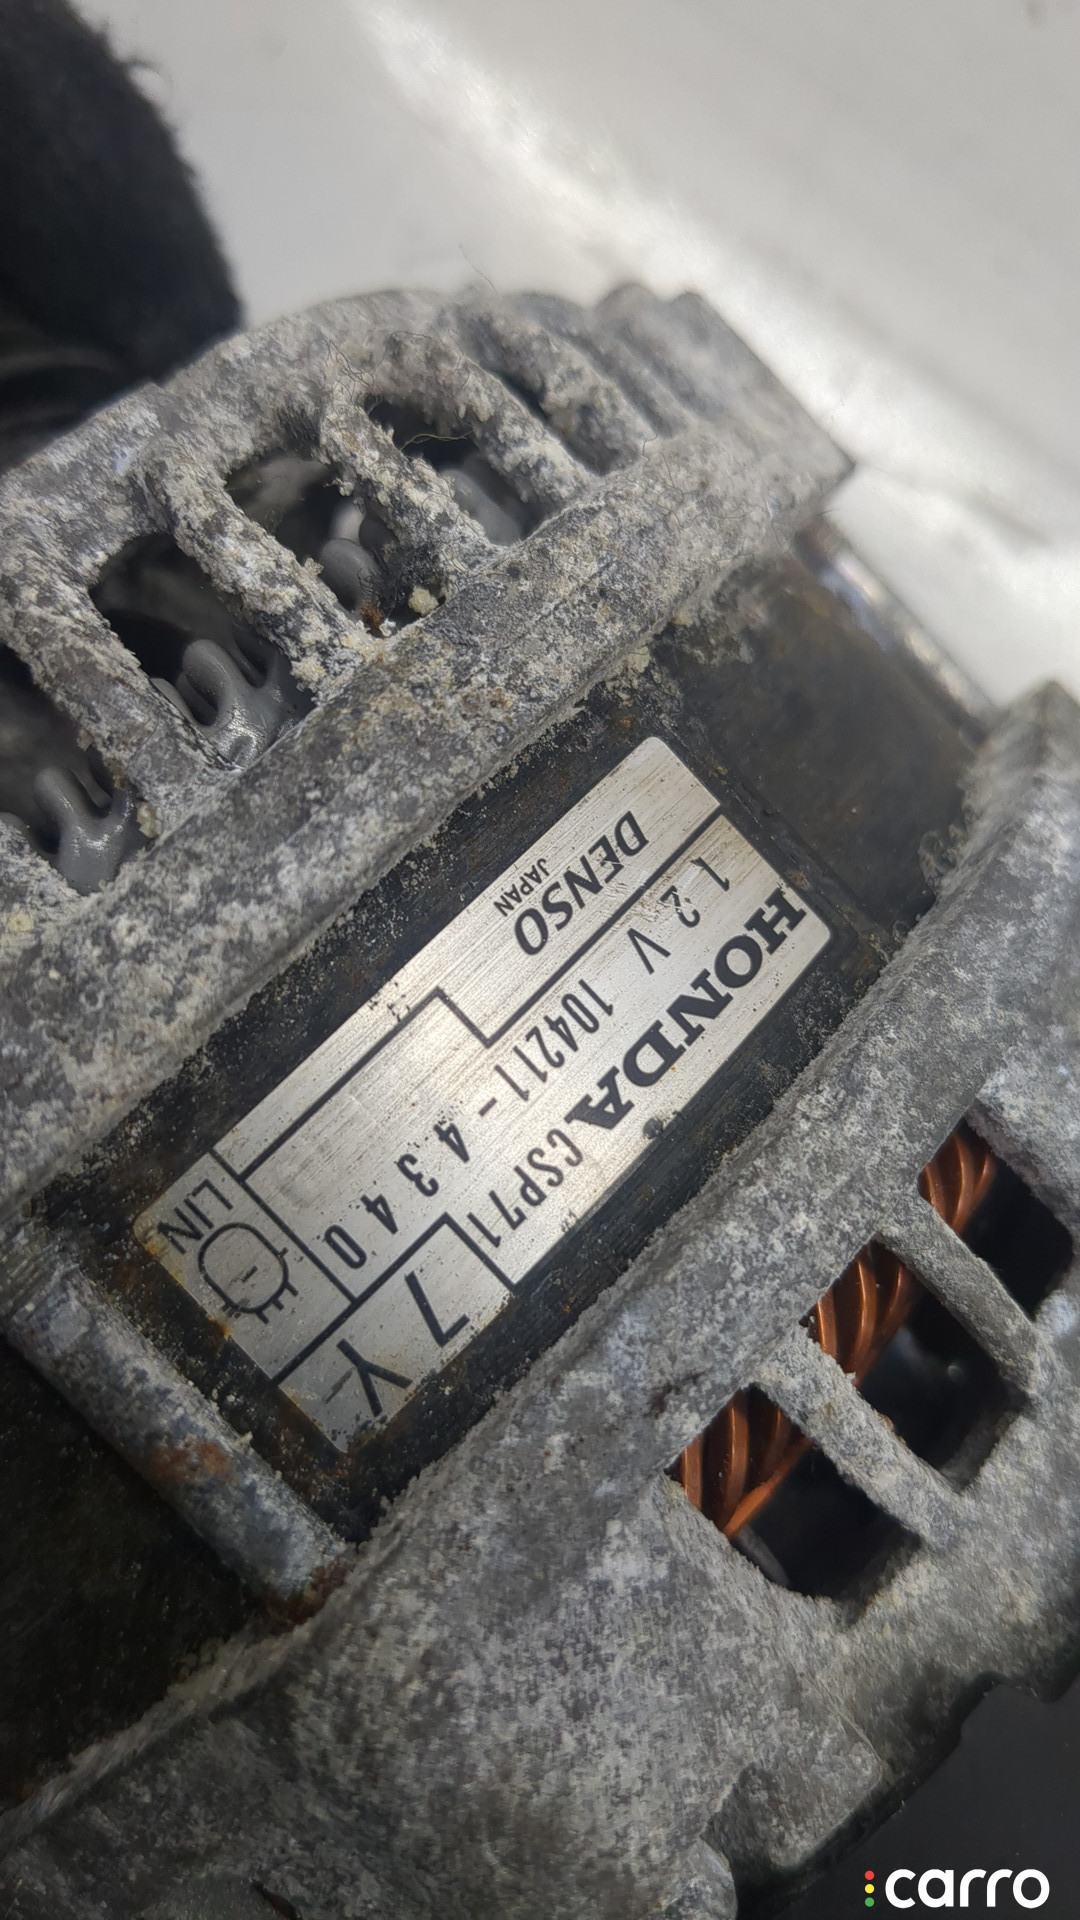 HONDA® CSP71
12V 104211-4340
7Y
DENSO
JAPAN
LIN
carro